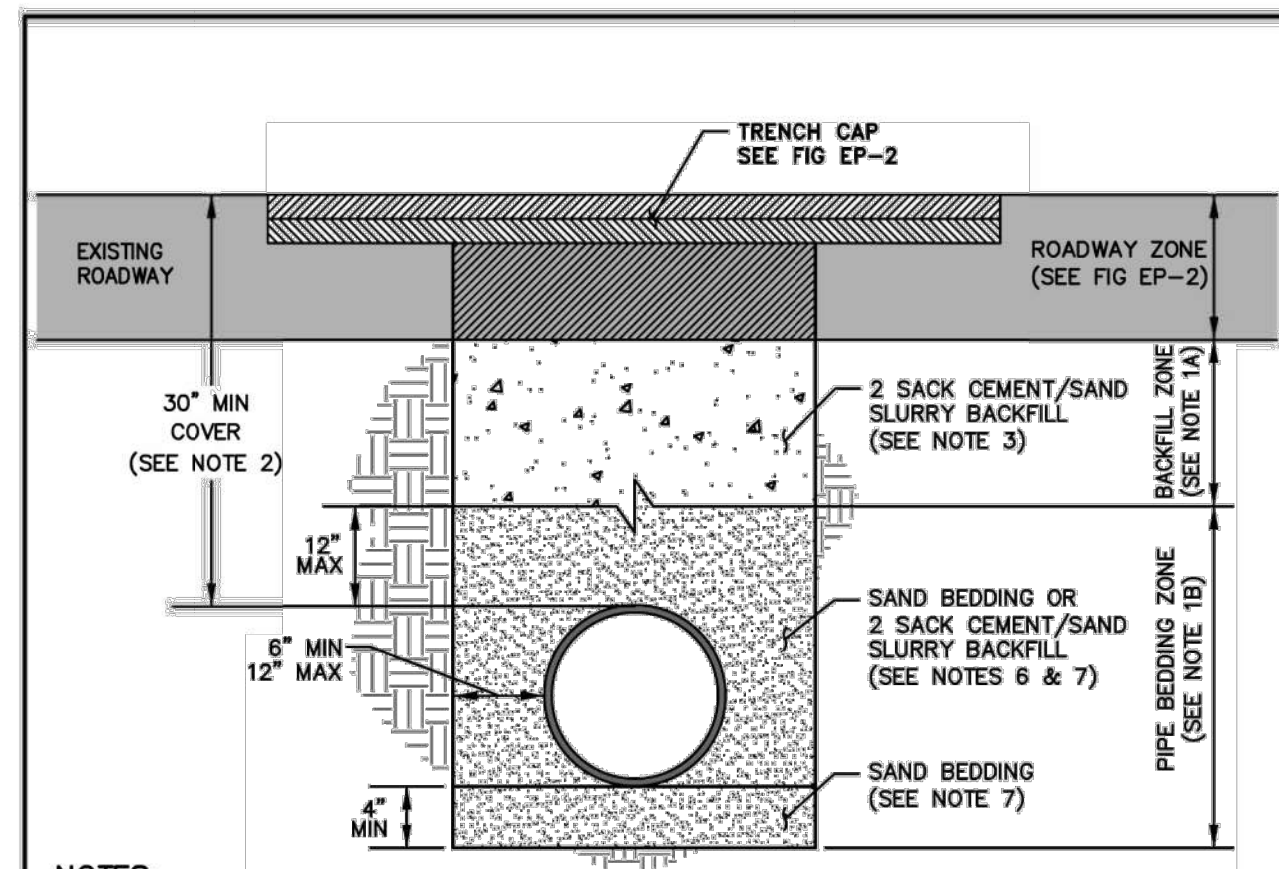 TRENCH CAP
SEE FIG EP-2
EXISTING
ROADWAY
ROADWAY ZONE
(SEE FIG EP-2)
30" MIN
COVER
(SEE NOTE 2)
2 SACK CEMENT/SAND
SLURRY BACKFILL
(SEE NOTE 3)
BACKFILL ZONE
(SEE NOTE 1A)
12"
MAX
6" MIN
12" MAX
SAND BEDDING OR
2 SACK CEMENT/SAND
SLURRY BACKFILL
(SEE NOTES 6 & 7)
PIPE BEDDING ZONE
(SEE NOTE 1B)
SAND BEDDING
(SEE NOTE 7)
4"
MIN
NOTES